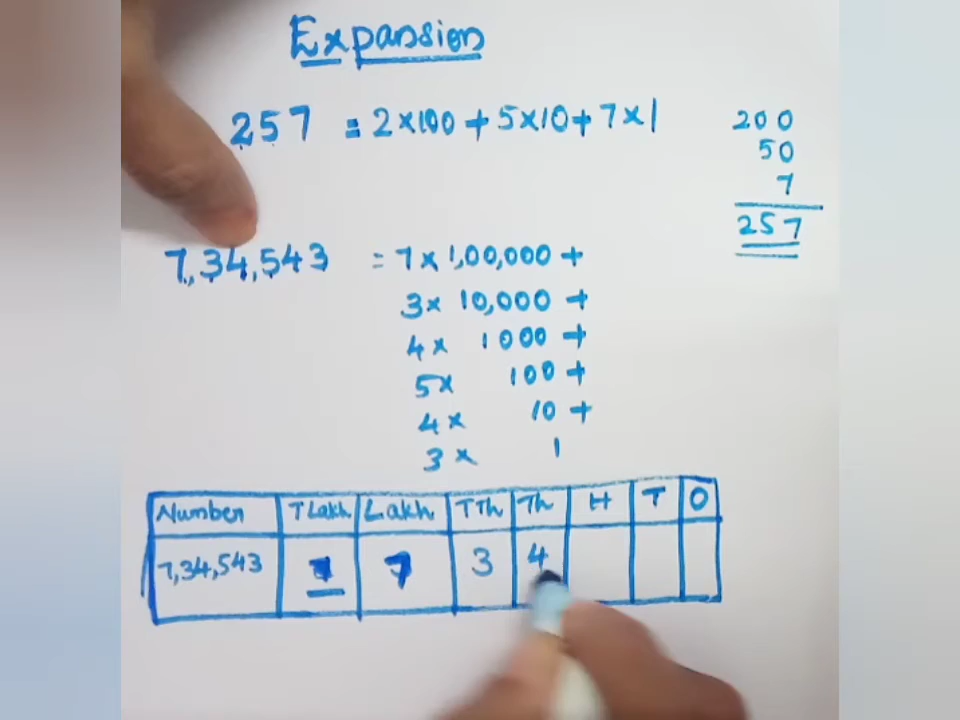 Expansion
257 = 2×100 + 5×10 + 7×1
200
50
7
257
7,34,543 = 7 × 1,00,000 +
3× 10,000 +
4× 1000 +
5× 100 +
4× 10 +
3× 1
Number T Lakh Lakh T Th Th H T O
7,34,543 7 3 4